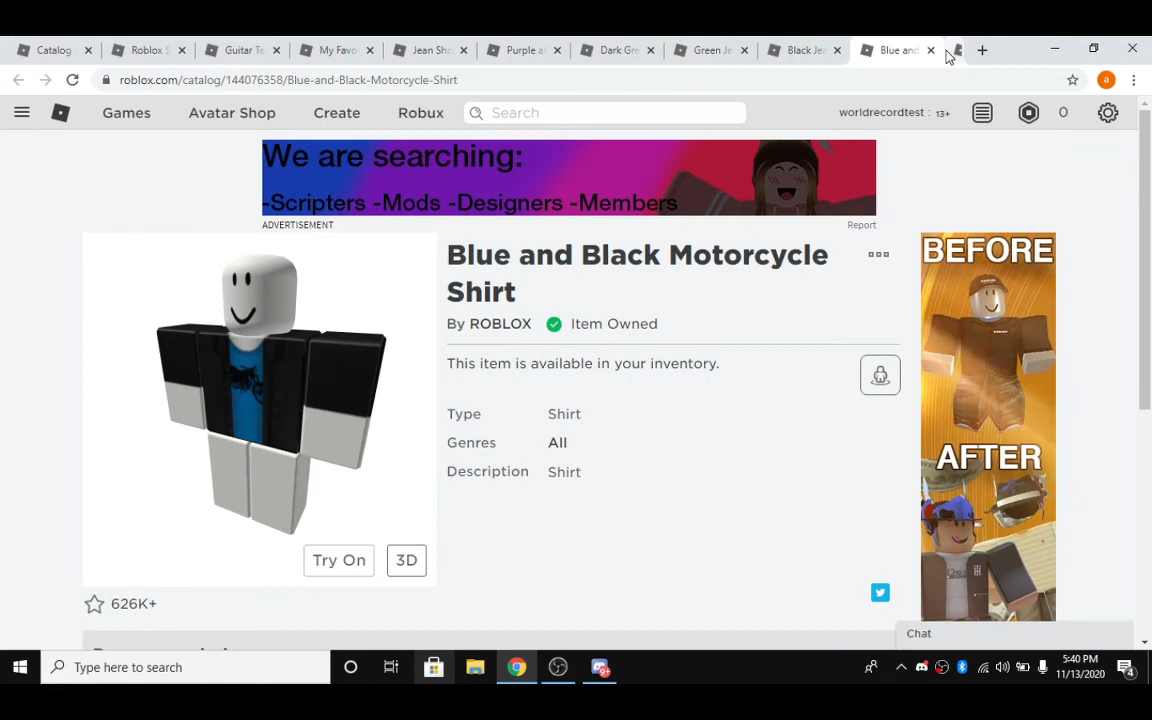 Catalog
Roblox S
Guitar Te
My Favo
Jean Sho
Purple a
Dark Gre
Green Je
Black Je
Blue and
roblox.com/catalog/144076358/Blue-and-Black-Motorcycle-Shirt
a
Games
Avatar Shop
Create
Robux
Search
worldrecordtest : 13+
0
We are searching:
-Scripters -Mods -Designers -Members
ADVERTISEMENT
Report
Blue and Black Motorcycle
Shirt
By ROBLOX
Item Owned
This item is available in your inventory.
Type
Shirt
Genres
All
Description
Shirt
Try On
3D
626K+
BEFORE
AFTER
Chat
Type here to search
9+
5:40 PM
11/13/2020
4